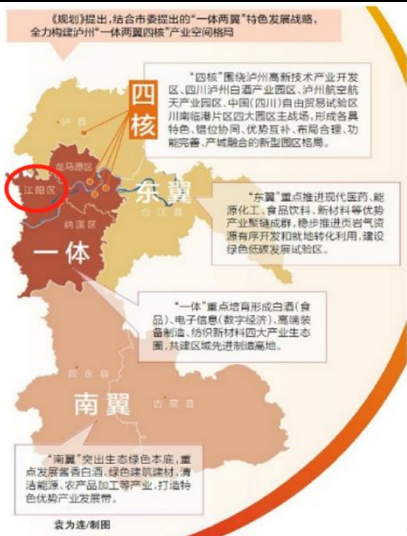 《规划》提出，结合市委提出的“一体两翼”特色发展战略，
全力构建泸州“一体两翼四核”产业空间格局
“四核”围绕泸州高新技术产业开发
区、四川泸州白酒产业园区、泸州航空航
天产业园区、中国（四川）自由贸易试验区
川南临港片区四大园区主战场，形成各具
特色、错位协同、优势互补、布局合理、功
能完善、产城融合的新型园区格局。
四核
泸县
龙马潭区
江阳区
东翼
合江县
纳溪区
一体
“东翼”重点推进现代医药、能
源化工、食品饮料、新材料等优势
产业聚链成群，稳步推进页岩气资
源有序开发和就地转化利用，建设
绿色低碳发展试验区。
“一体”重点培育形成白酒（食
品）、电子信息（数字经济）、高端装
备制造、纺织新材料四大产业生态
圈，共建区域先进制造高地。
叙永县
南翼
古蔺县
“南翼”突出生态绿色本底，重
点发展酱香白酒、绿色建筑建材、清
洁能源、农产品加工等产业，打造特
色优势产业发展带。
袁为连/制图